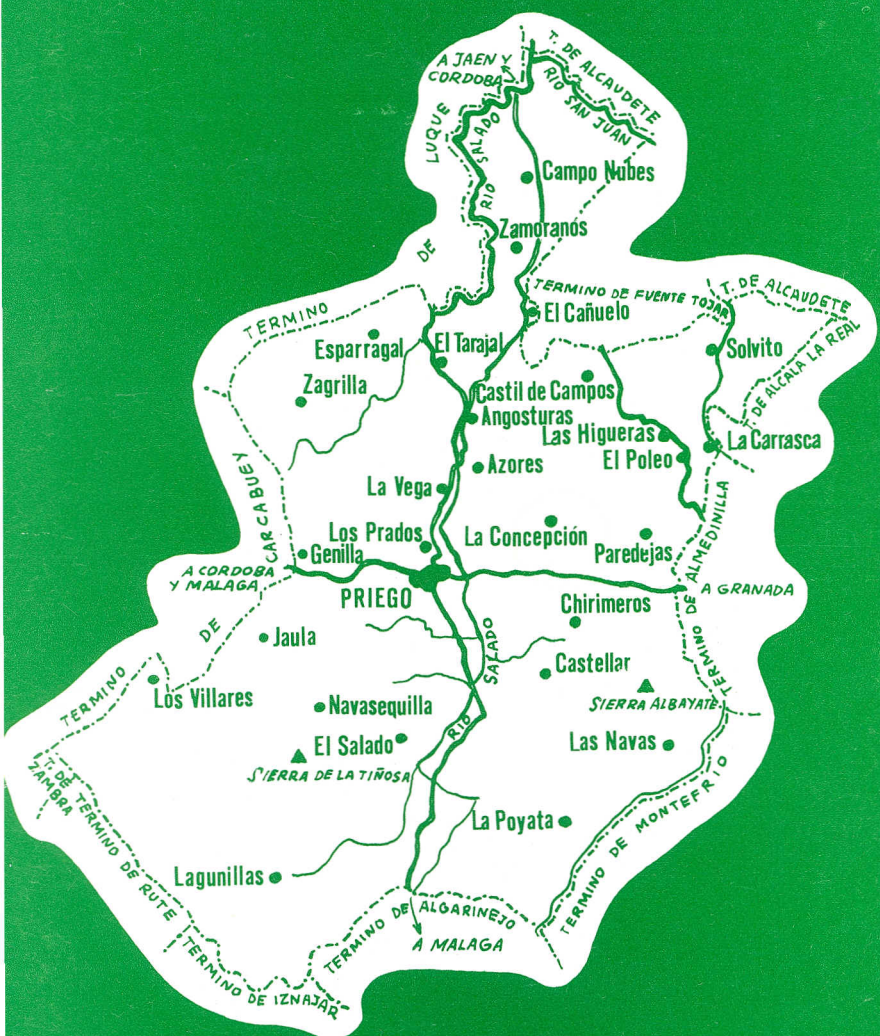 T. DE ALCAUDETE
A JAEN Y
CORDOBA
RIO SAN JUAN
LUQUE
RIO SALADO
Campo Nubes
Zamoranós
DE
TERMINO DE FUENTE TOJAR
T. DE ALCAUDETE
TERMINO
El Cañuelo
Esparragal
El Tarajal
Solvito
T. DE ALCALA LA REAL
Zagrilla
Castil de Campos
Angosturas
Las Higueras
La Carrasca
El Poleo
Azores
La Vega
CARCABUEY
La Concepción
Los Prados
Paredejas
Genilla
A CORDOBA
Y MALAGA
PRIEGO
A GRANADA
TERMINO DE ALMEDINILLA
Chirimeros
DE
Jaula
RIO SALADO
Castellar
TERMINO
Los Villares
SIERRA ALBAYATE
Navasequilla
El Salado
Las Navas
SIERRA DE LA TIÑOSA
T. DE
ZAMBRA
La Poyata
TERMINO DE MONTEFRIO
TERMINO DE RUTE
Lagunillas
TERMINO DE ALGARINEJO
A MALAGA
TERMINO DE IZNAJAR